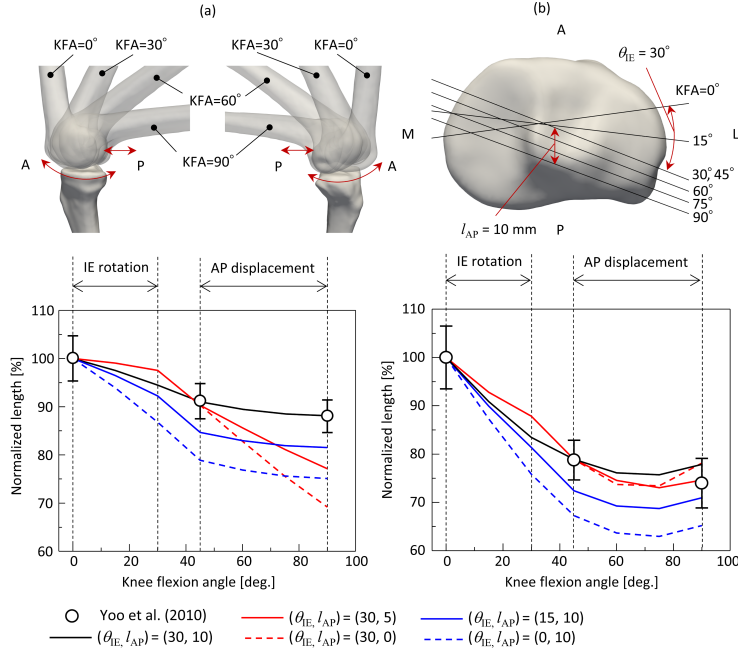 (a)
(b)
KFA=0°
KFA=30°
KFA=30°
KFA=0°
KFA=60°
KFA=90°
A
P
P
A
A
θIE = 30°
KFA=0°
M
L
15°
30, 45°
60°
75°
90°
lAP = 10 mm
P
IE rotation
AP displacement
110
100
90
80
70
60
Normalized length [%]
0
20
40
60
80
100
Knee flexion angle [deg.]
IE rotation
AP displacement
110
100
90
80
70
60
Normalized length [%]
0
20
40
60
80
100
Knee flexion angle [deg.]
Yoo et al. (2010)
(θIE, lAP) = (30, 5)
(θIE, lAP) = (15, 10)
(θIE, lAP) = (30, 10)
(θIE, lAP) = (30, 0)
(θIE, lAP) = (0, 10)